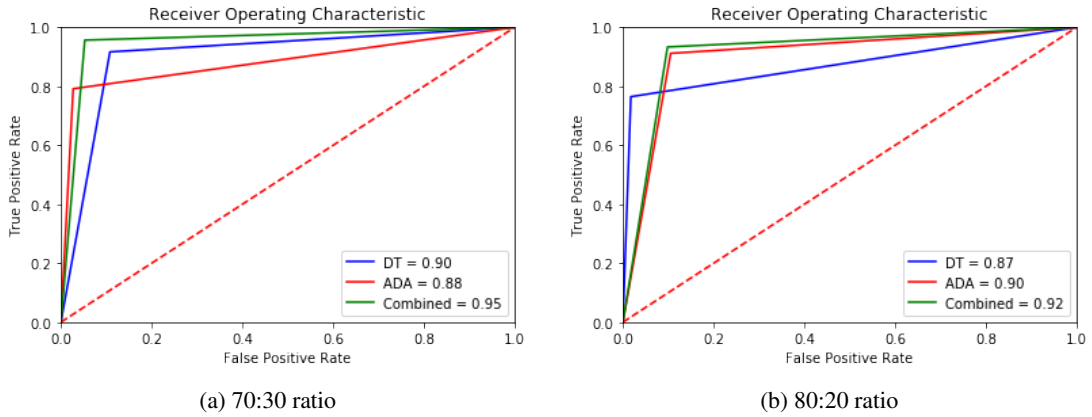 Receiver Operating Characteristic
1.0
0.8
0.6
0.4
0.2
0.0
True Positive Rate
DT = 0.90
ADA = 0.88
Combined = 0.95
0.0 0.2 0.4 0.6 0.8 1.0
False Positive Rate
(a) 70:30 ratio
Receiver Operating Characteristic
1.0
0.8
0.6
0.4
0.2
0.0
True Positive Rate
DT = 0.87
ADA = 0.90
Combined = 0.92
0.0 0.2 0.4 0.6 0.8 1.0
False Positive Rate
(b) 80:20 ratio